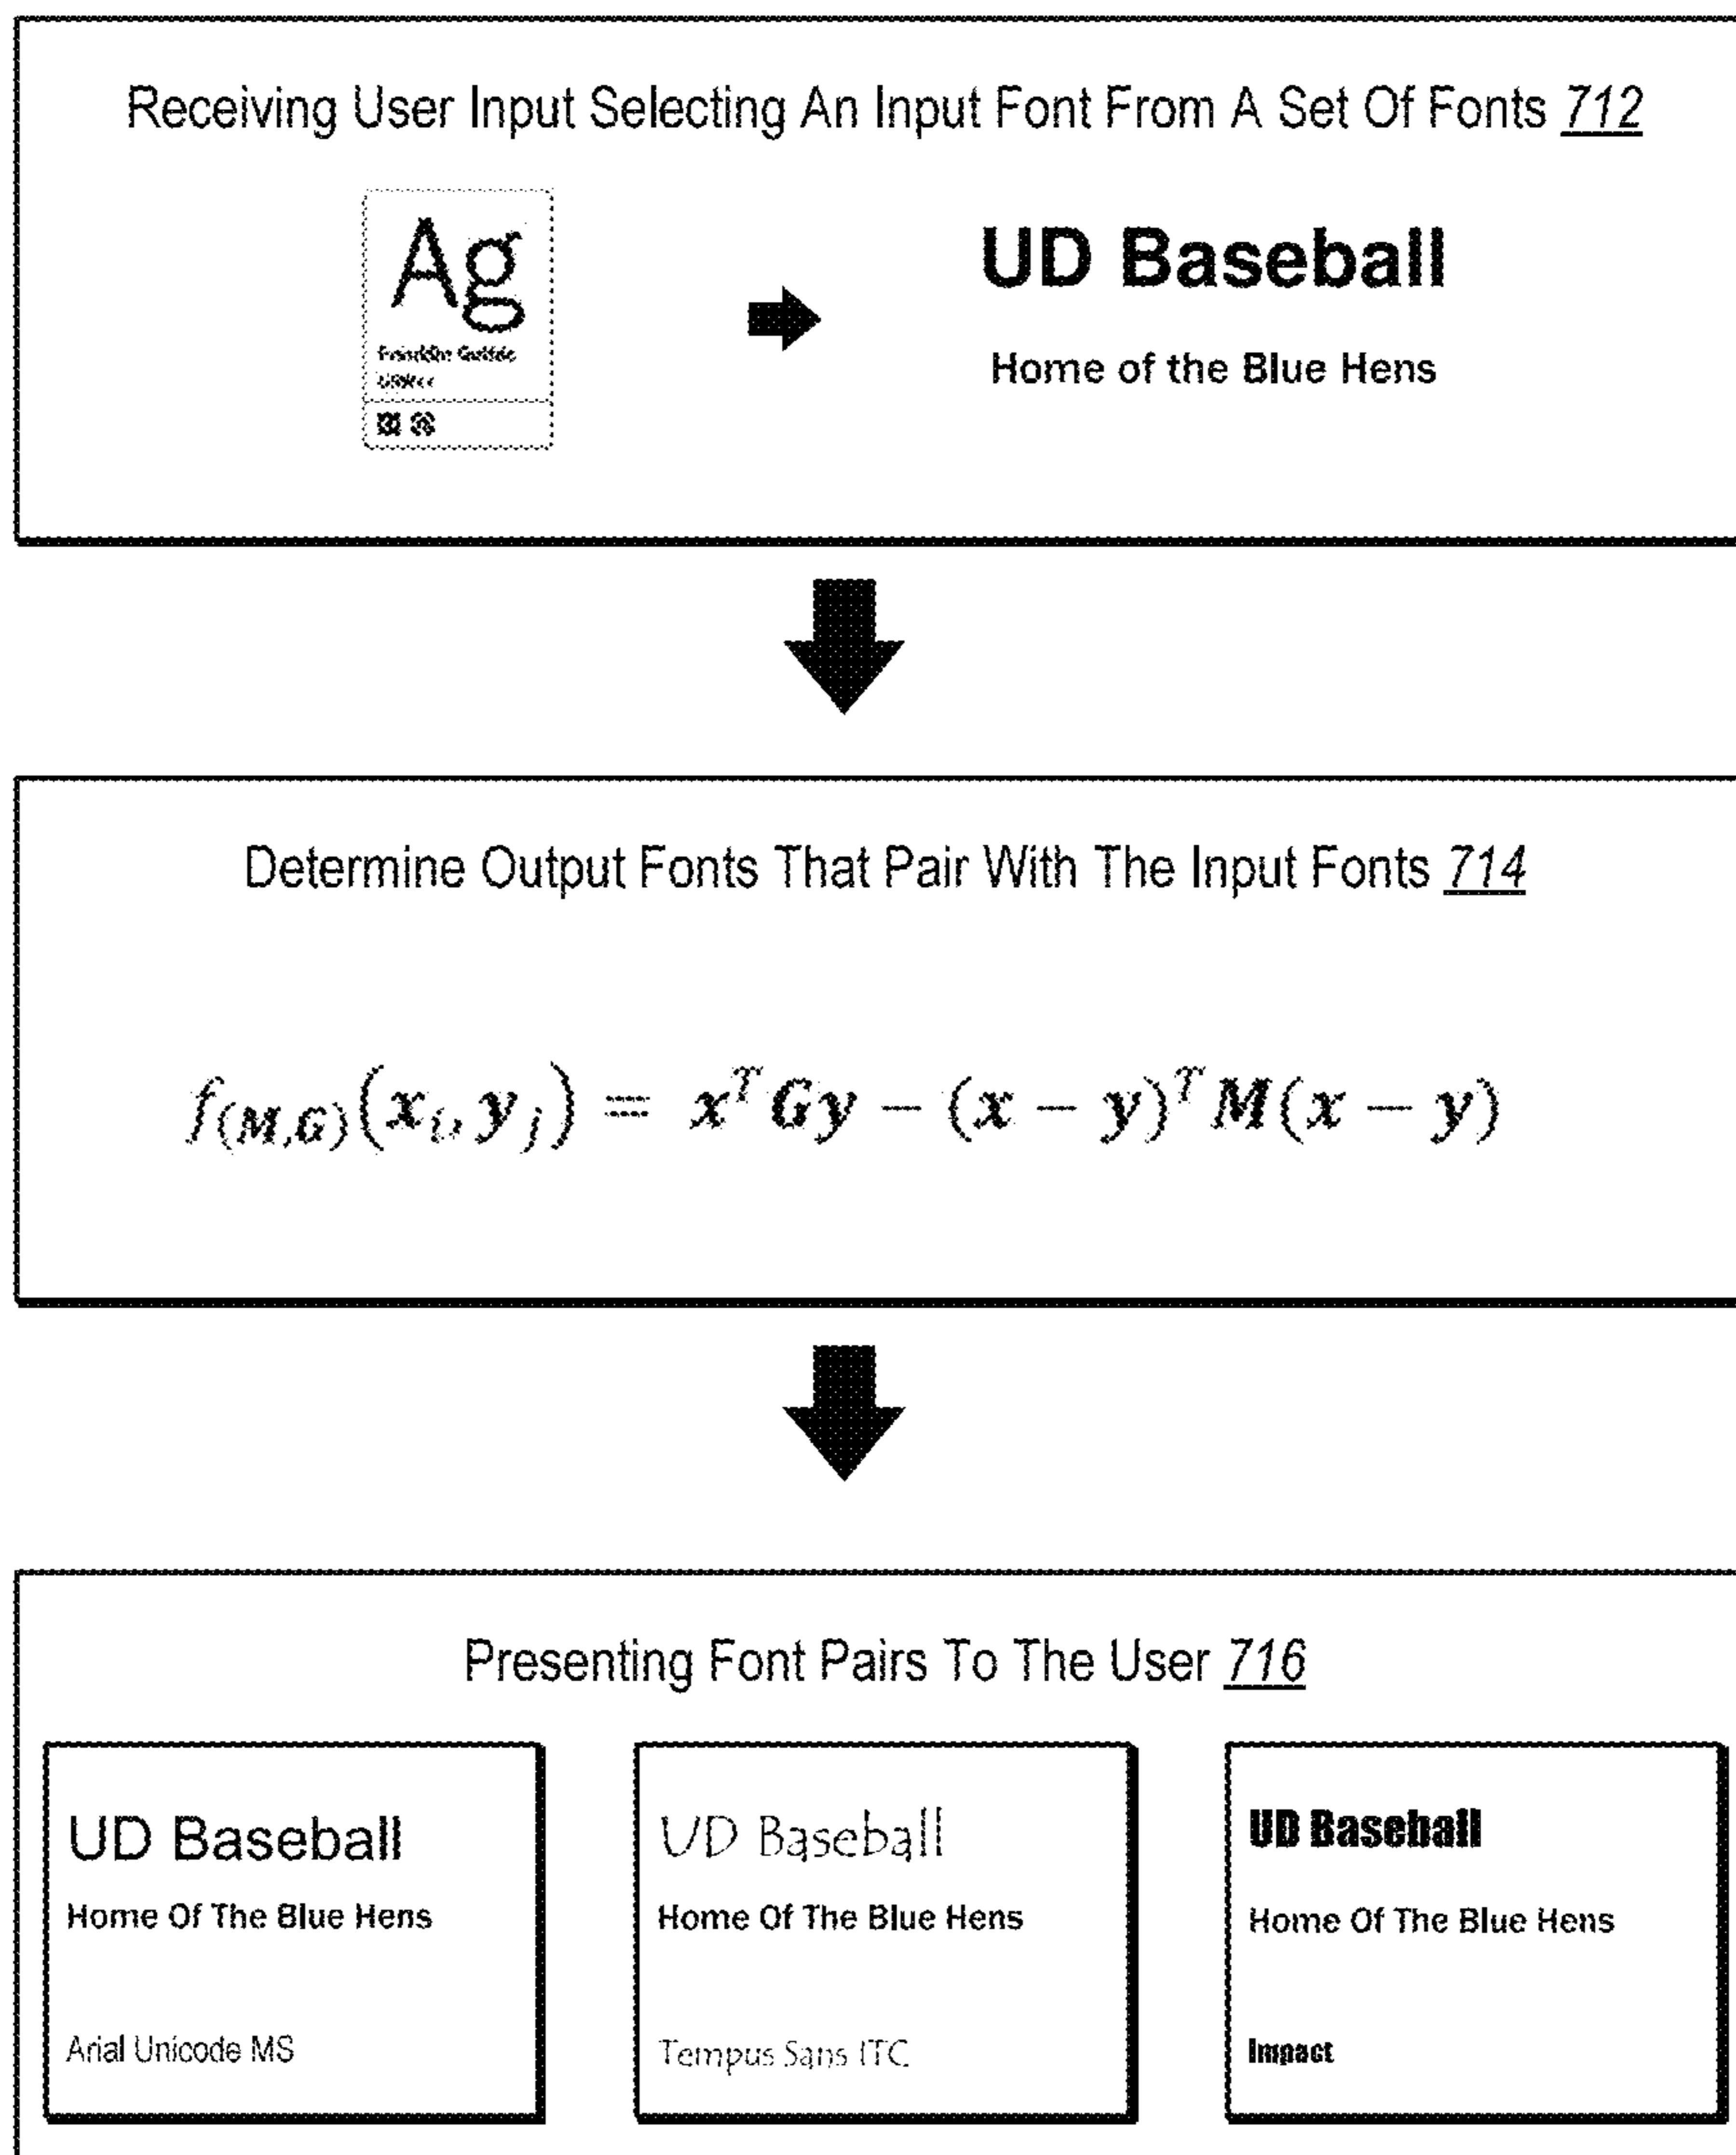 Receiving User Input Selecting An Input Font From A Set Of Fonts 712
Ag
UD Baseball
Franklin Gothic
Home of the Blue Hens
Determine Output Fonts That Pair With The Input Fonts 714
f(M,G)(xi, yj) = x^T Gy − (x − y)^T M(x − y)
Presenting Font Pairs To The User 716
UD Baseball
Home Of The Blue Hens
Arial Unicode MS
UD Baseball
Home Of The Blue Hens
Tempus Sans ITC
UD Baseball
Home Of The Blue Hens
Impact